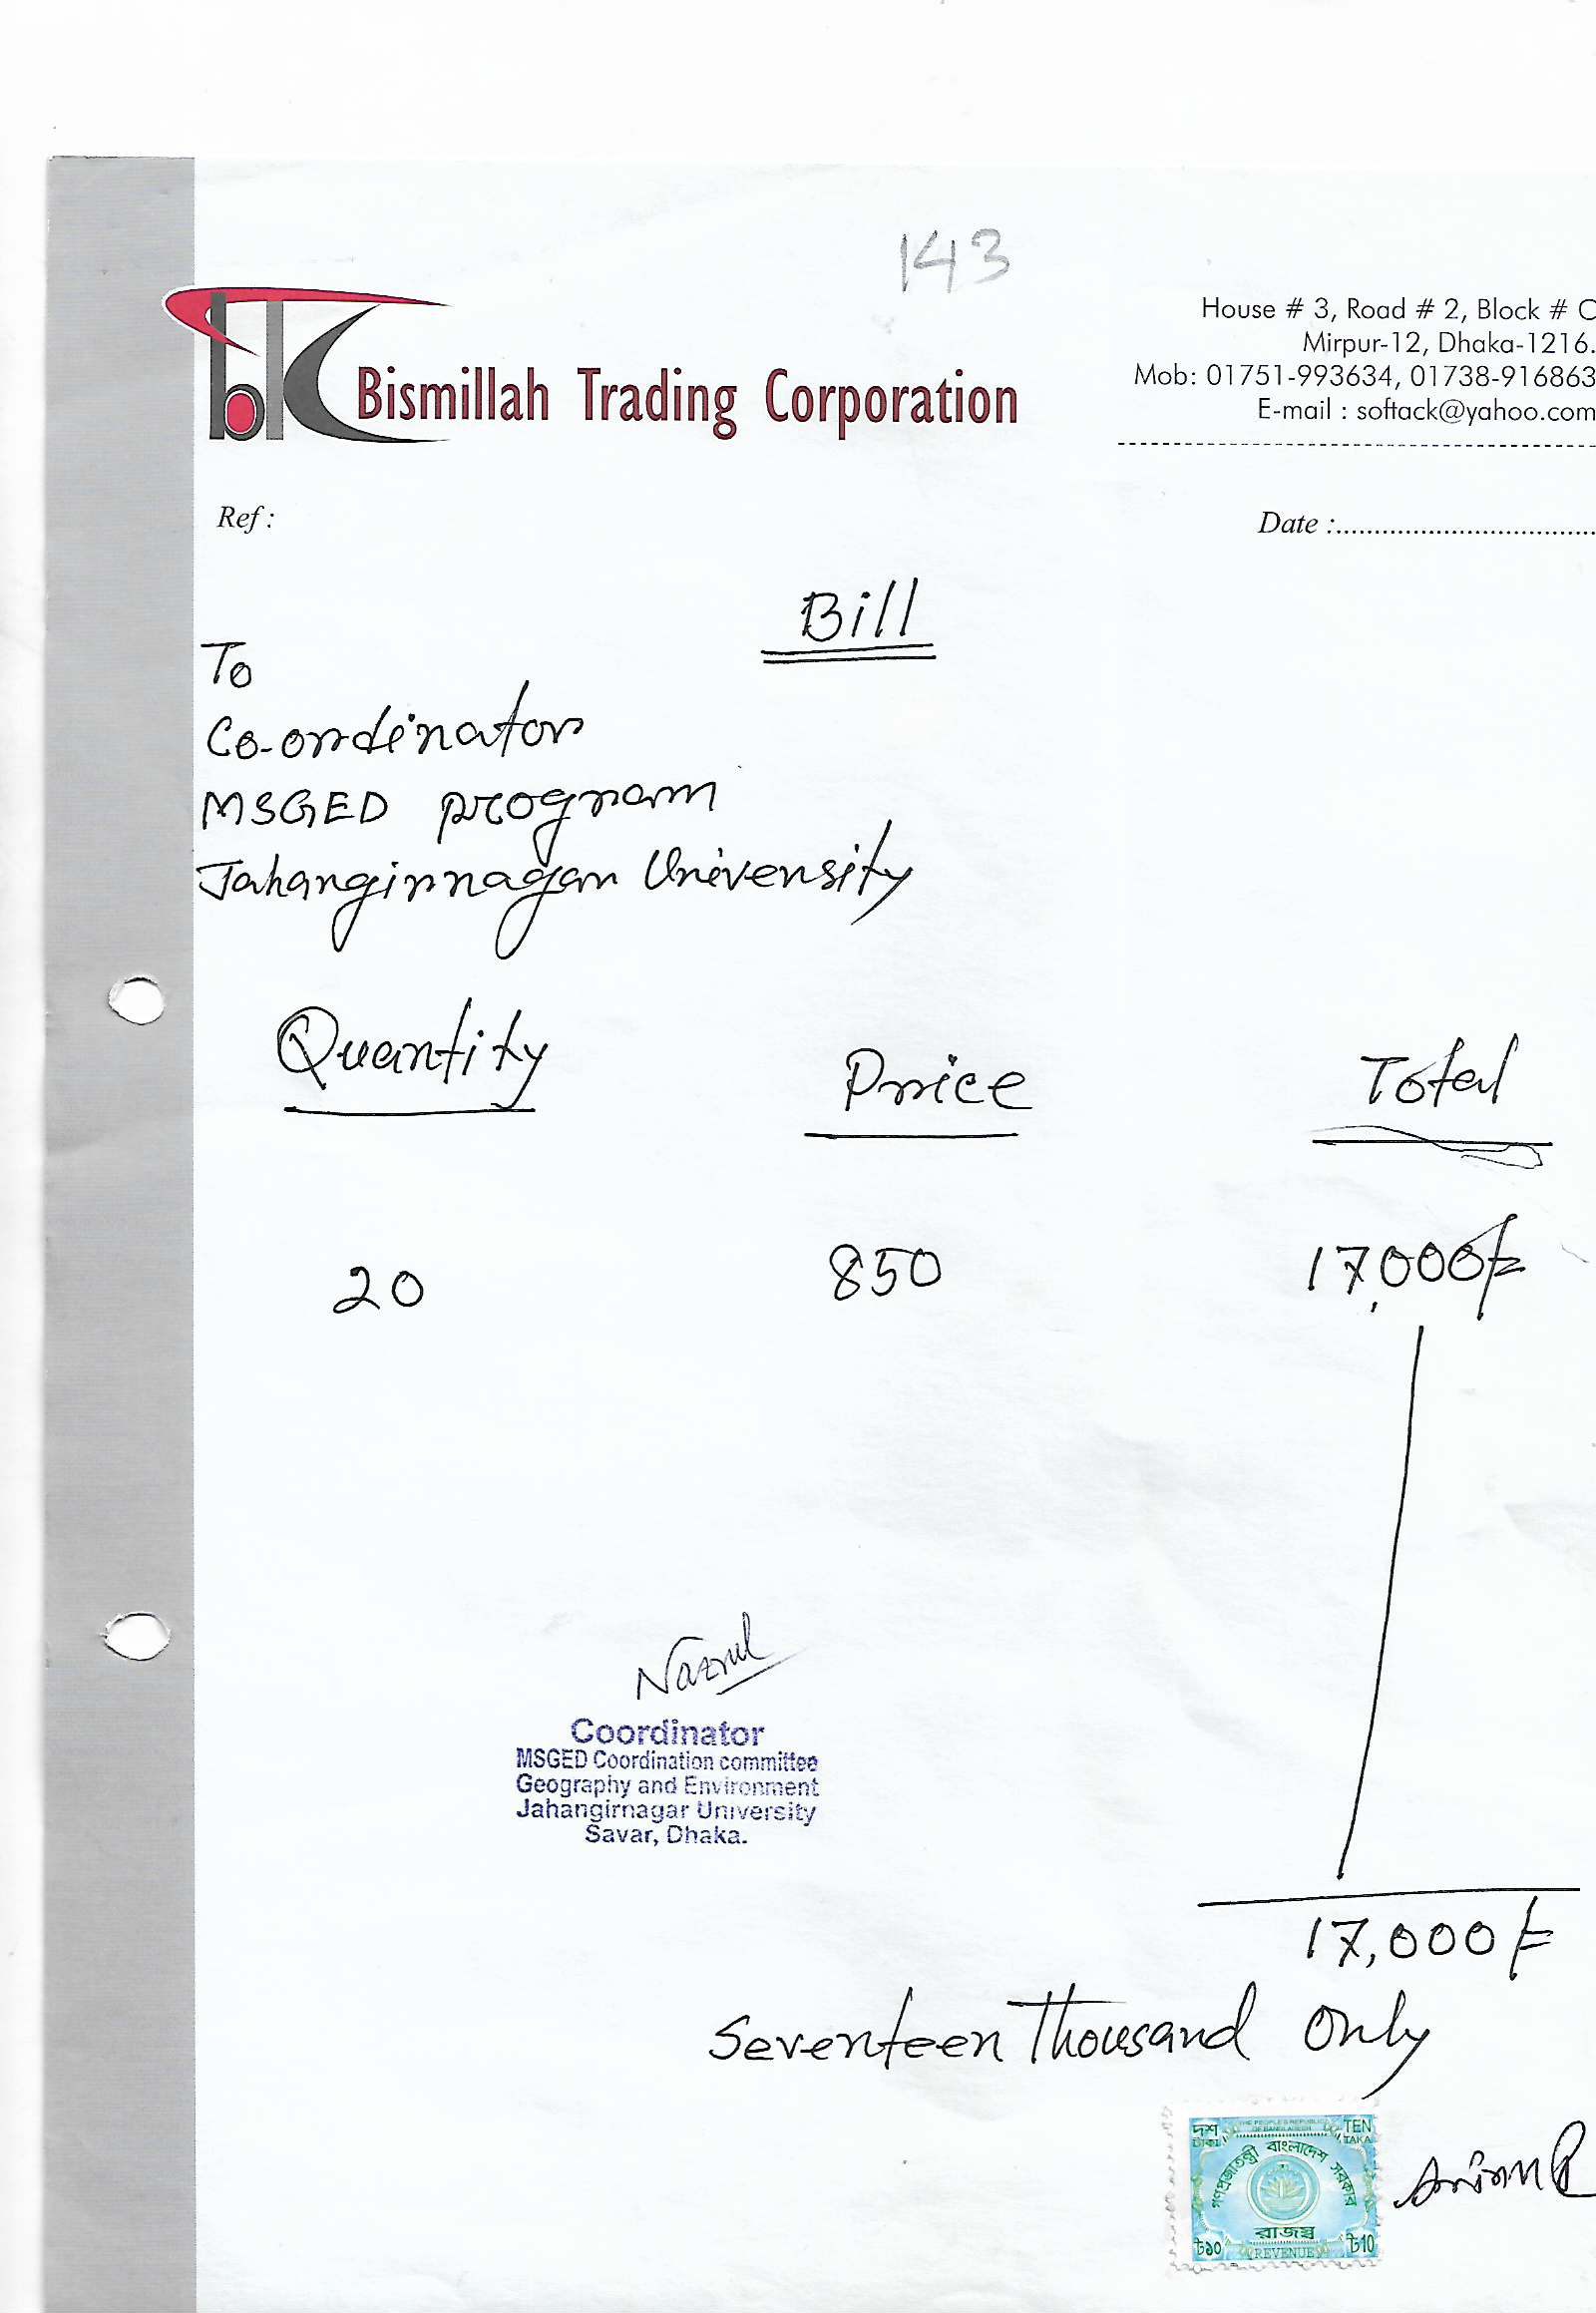 143
btC Bismillah Trading Corporation
House # 3, Road # 2, Block # C
Mirpur-12, Dhaka-1216.
Mob: 01751-993634, 01738-916863
E-mail : softack@yahoo.com
Ref :
Date :
Bill
To
Co-ordinator
MSGED program
Jahangirnagar University
Quantity Price Total
20 850 17,000/=
Nazrul
Coordinator
MSGED Coordination committee
Geography and Environment
Jahangirnagar University
Savar, Dhaka.
17,000/=
Seventeen Thousand Only
দশ টাকা THE PEOPLE'S REPUBLIC OF BANGLADESH TEN TAKA
গণপ্রজাতন্ত্রী বাংলাদেশ সরকার
রাজস্ব
৳১০ REVENUE ৳10